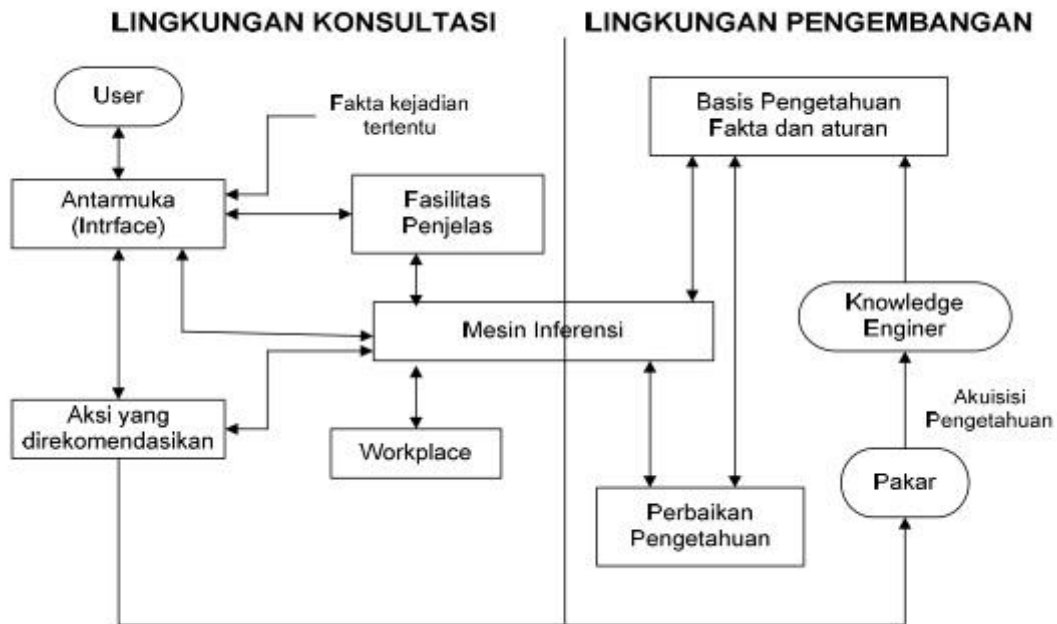 LINGKUNGAN KONSULTASI
LINGKUNGAN PENGEMBANGAN
User
Fakta kejadian
tertentu
Basis Pengetahuan
Fakta dan aturan
Antarmuka
(Intrface)
Fasilitas
Penjelas
Knowledge
Enginer
Mesin Inferensi
Akuisisi
Pengetahuan
Aksi yang
direkomendasikan
Workplace
Pakar
Perbaikan
Pengetahuan